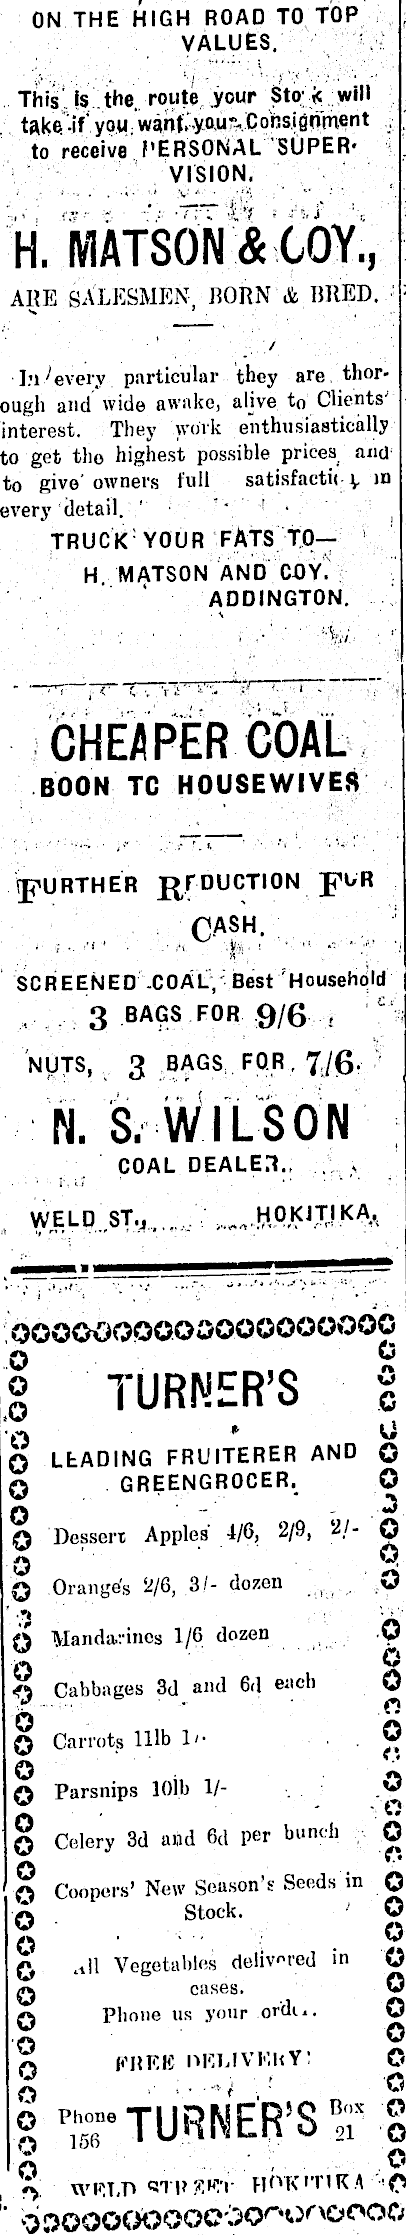 ON THE HIGH ROAD TO TOP
VALUES.
This is the route your Stock will
take if you want your Consignment
to receive PERSONAL SUPER-
VISION.
H. MATSON & COY.,
ARE SALESMEN, BORN & BRED.
In every particular they are thor-
ough and wide awake, alive to Clients'
interest. They work enthusiastically
to get the highest possible prices and
to give owners full satisfaction in
every detail.
TRUCK YOUR FATS TO—
H. MATSON AND COY.
ADDINGTON.
CHEAPER COAL
BOON TO HOUSEWIVES
FURTHER REDUCTION FOR
CASH.
SCREENED COAL, Best Household
3 BAGS FOR 9/6
NUTS, 3 BAGS FOR 7/6.
N. S. WILSON
COAL DEALER.
WELD ST., HOKITIKA.
TURNER'S
LEADING FRUITERER AND
GREENGROCER.
Dessert Apples 4/6, 2/9, 2/-
Oranges 2/6, 3/- dozen
Mandarines 1/6 dozen
Cabbages 3d and 6d each
Carrots 11lb 1/-
Parsnips 10lb 1/-
Celery 3d and 6d per bunch
Coopers' New Season's Seeds in
Stock.
All Vegetables delivered in
cases.
Phone us your order.
FREE DELIVERY!
Phone 156 TURNER'S Box 21
WELD STREET HOKITIKA